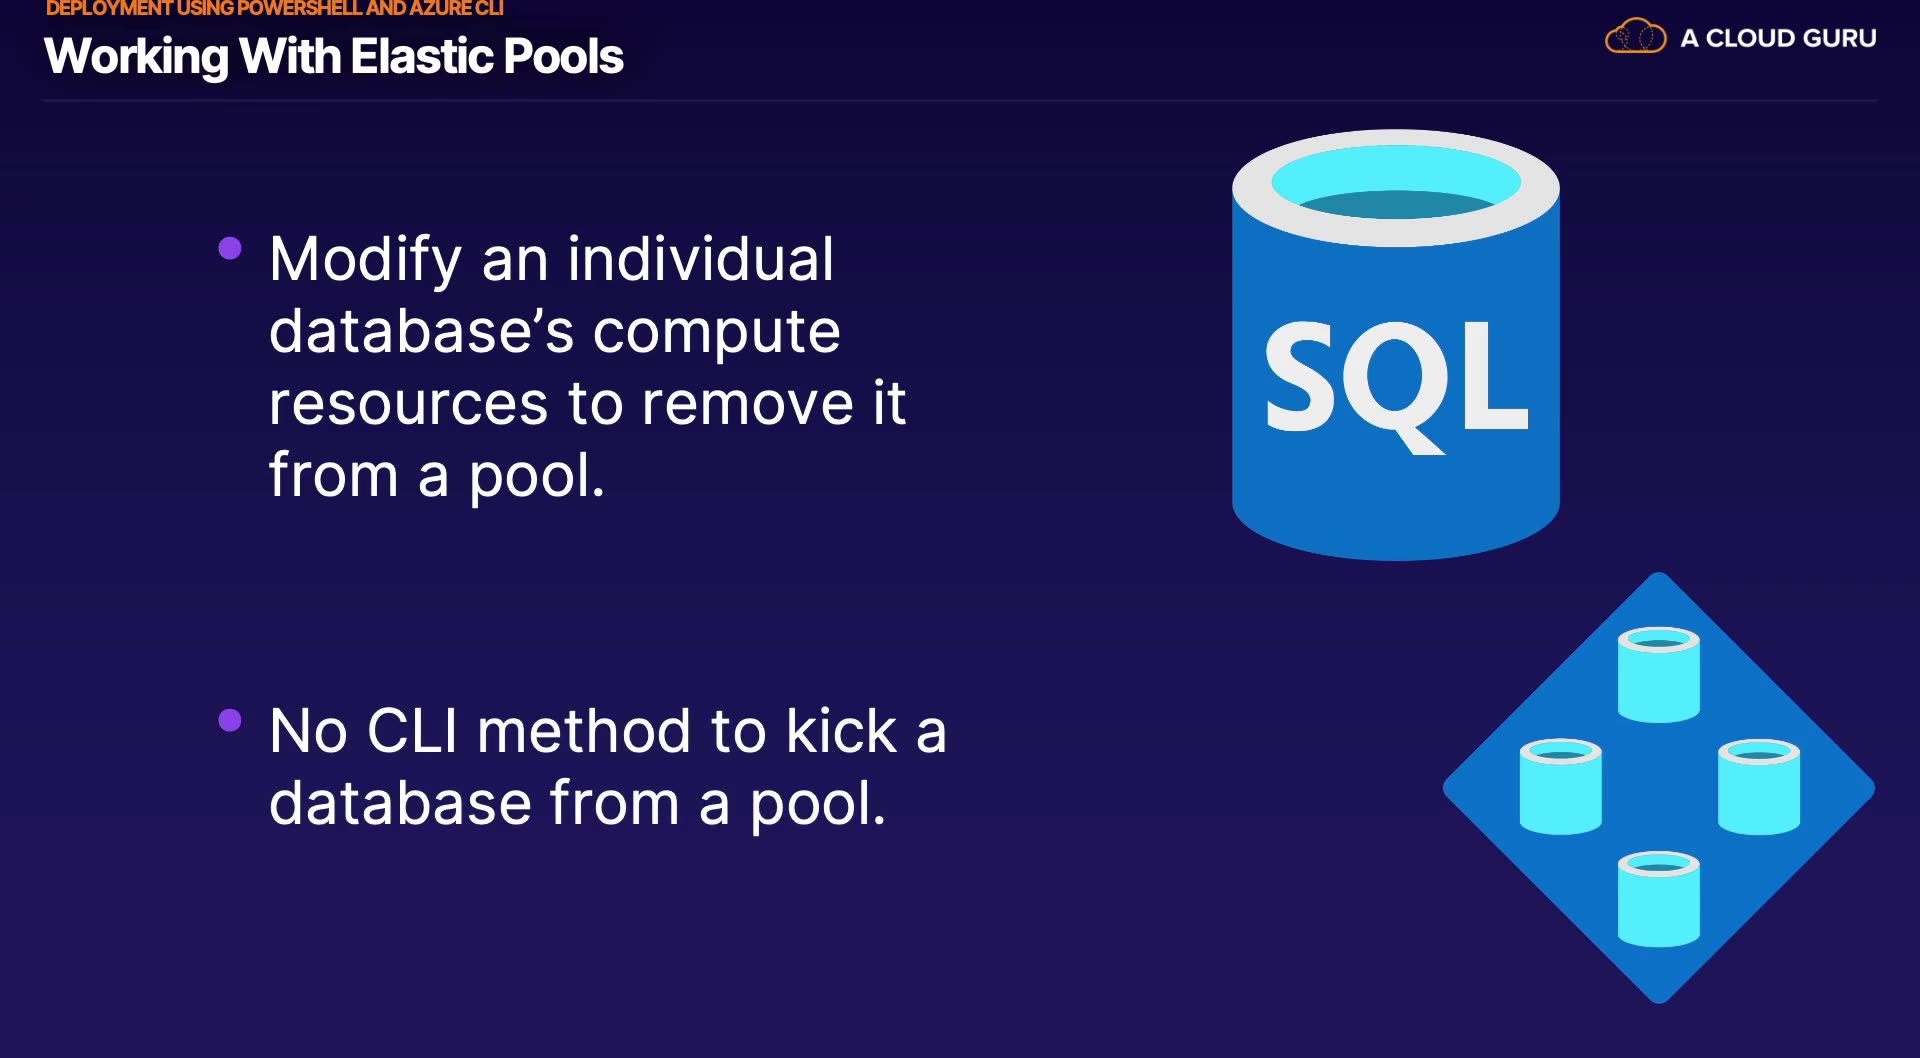 DEPLOYMENT USING POWERSHELL AND AZURE CLI
Working With Elastic Pools
A CLOUD GURU
Modify an individual
database’s compute
resources to remove it
from a pool.
SQL
No CLI method to kick a
database from a pool.